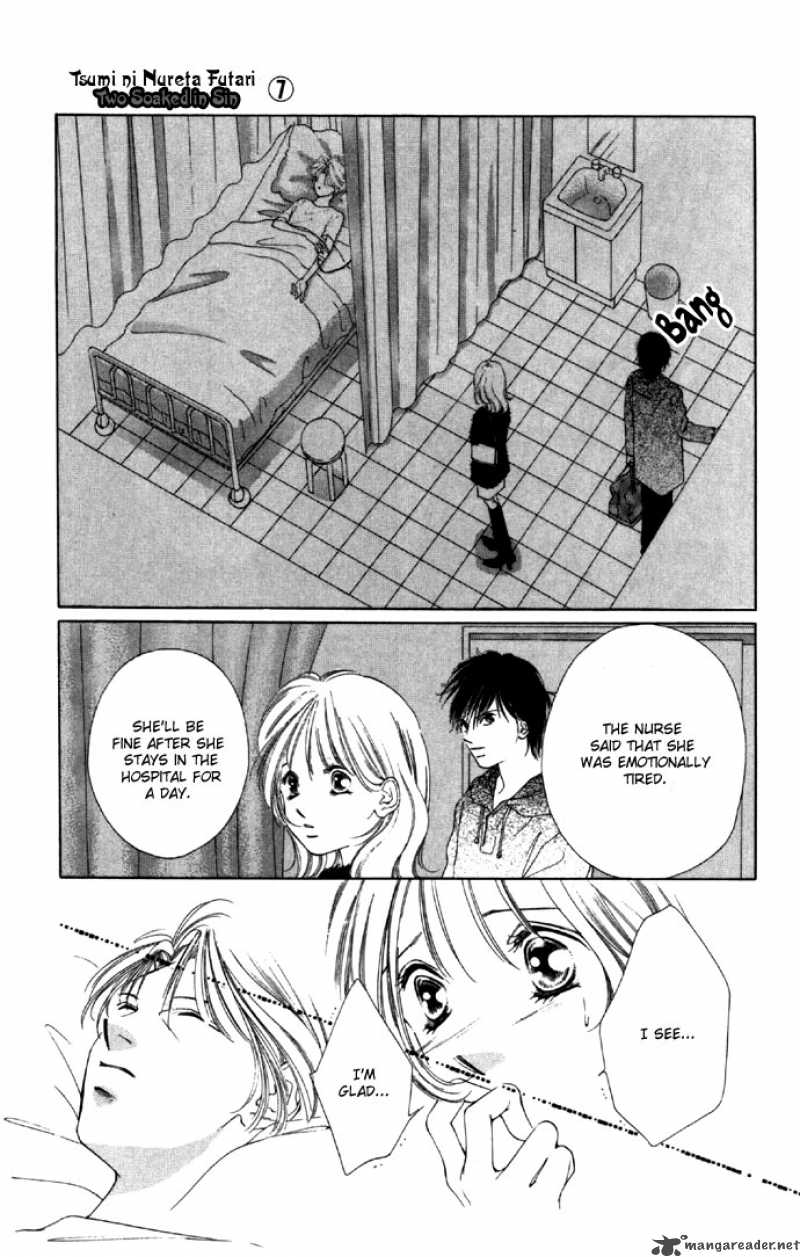 Tsumi ni Nureta Futari
Two Soaked in Sin
7
Bang
THE NURSE
SAID THAT SHE
WAS EMOTIONALLY
TIRED.
SHE'LL BE
FINE AFTER SHE
STAYS IN THE
HOSPITAL FOR
A DAY.
I SEE...
I'M
GLAD...
mangareader.net